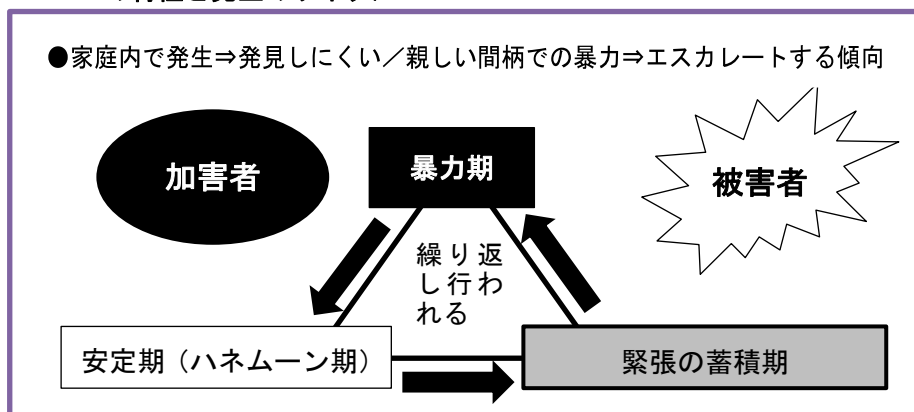 ●家庭内で発生⇒発見しにくい／親しい間柄での暴力⇒エスカレートする傾向
加害者
暴力期
被害者
繰り返
し行わ
れる
安定期（ハネムーン期）
緊張の蓄積期